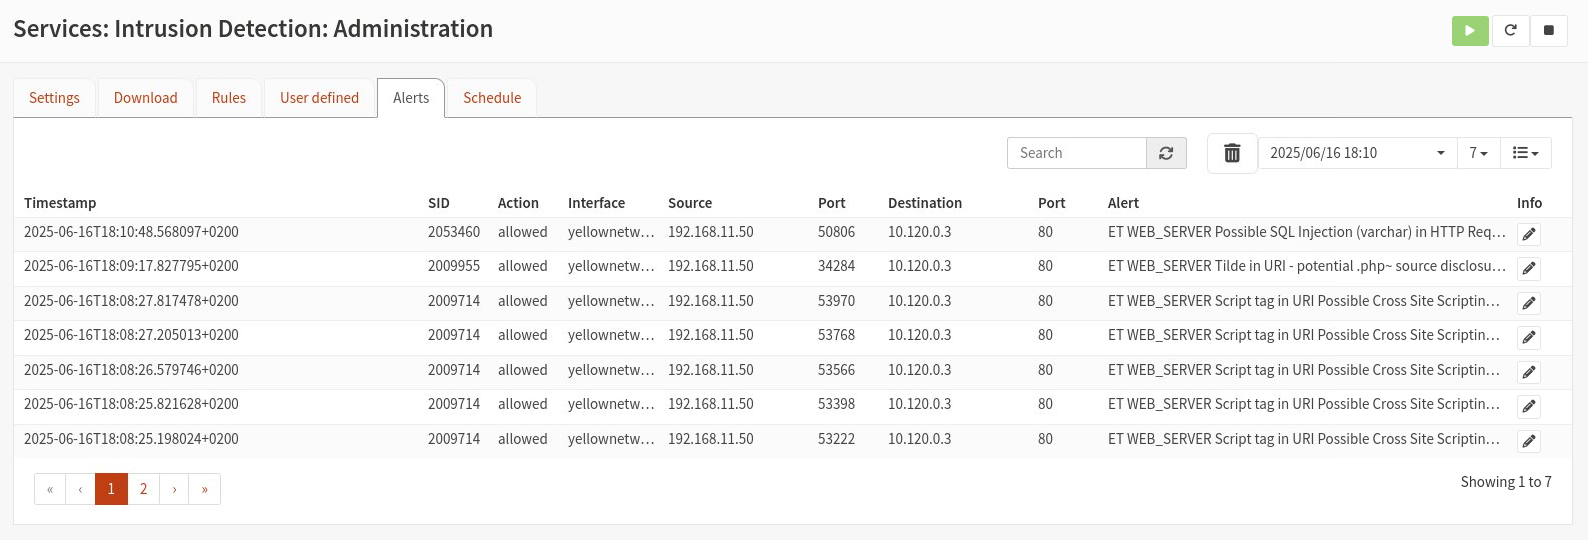 Services: Intrusion Detection: Administration
Settings Download Rules User defined Alerts Schedule
Search 2025/06/16 18:10 7
Timestamp SID Action Interface Source Port Destination Port Alert Info
2025-06-16T18:10:48.568097+0200 2053460 allowed yellownetw… 192.168.11.50 50806 10.120.0.3 80 ET WEB_SERVER Possible SQL Injection (varchar) in HTTP Req…
2025-06-16T18:09:17.827795+0200 2009955 allowed yellownetw… 192.168.11.50 34284 10.120.0.3 80 ET WEB_SERVER Tilde in URI - potential .php~ source disclosu…
2025-06-16T18:08:27.817478+0200 2009714 allowed yellownetw… 192.168.11.50 53970 10.120.0.3 80 ET WEB_SERVER Script tag in URI Possible Cross Site Scriptin…
2025-06-16T18:08:27.205013+0200 2009714 allowed yellownetw… 192.168.11.50 53768 10.120.0.3 80 ET WEB_SERVER Script tag in URI Possible Cross Site Scriptin…
2025-06-16T18:08:26.579746+0200 2009714 allowed yellownetw… 192.168.11.50 53566 10.120.0.3 80 ET WEB_SERVER Script tag in URI Possible Cross Site Scriptin…
2025-06-16T18:08:25.821628+0200 2009714 allowed yellownetw… 192.168.11.50 53398 10.120.0.3 80 ET WEB_SERVER Script tag in URI Possible Cross Site Scriptin…
2025-06-16T18:08:25.198024+0200 2009714 allowed yellownetw… 192.168.11.50 53222 10.120.0.3 80 ET WEB_SERVER Script tag in URI Possible Cross Site Scriptin…
« ‹ 1 2 › » Showing 1 to 7